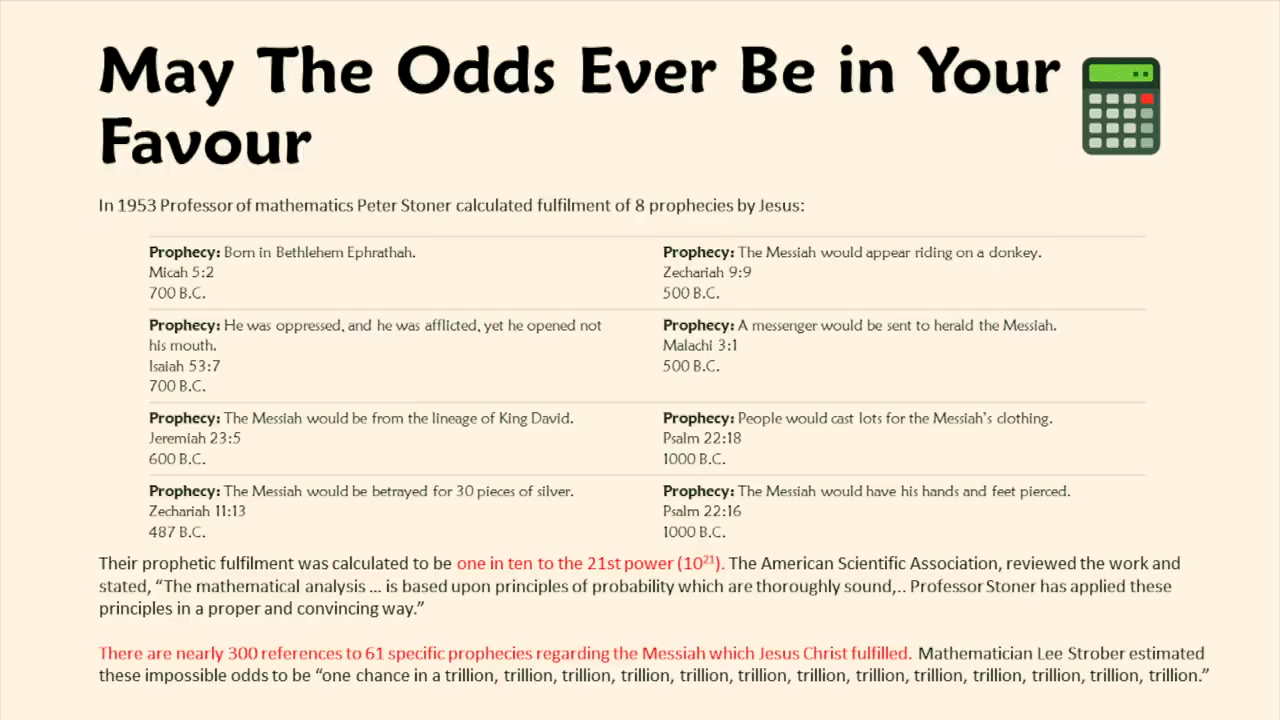 May The Odds Ever Be in Your
Favour
In 1953 Professor of mathematics Peter Stoner calculated fulfilment of 8 prophecies by Jesus:
Prophecy: Born in Bethlehem Ephrathah.
Micah 5:2
700 B.C.
Prophecy: The Messiah would appear riding on a donkey.
Zechariah 9:9
500 B.C.
Prophecy: He was oppressed, and he was afflicted, yet he opened not
his mouth.
Isaiah 53:7
700 B.C.
Prophecy: A messenger would be sent to herald the Messiah.
Malachi 3:1
500 B.C.
Prophecy: The Messiah would be from the lineage of King David.
Jeremiah 23:5
600 B.C.
Prophecy: People would cast lots for the Messiah's clothing.
Psalm 22:18
1000 B.C.
Prophecy: The Messiah would be betrayed for 30 pieces of silver.
Zechariah 11:13
487 B.C.
Prophecy: The Messiah would have his hands and feet pierced.
Psalm 22:16
1000 B.C.
Their prophetic fulfilment was calculated to be one in ten to the 21st power (10²¹). The American Scientific Association, reviewed the work and
stated, “The mathematical analysis ... is based upon principles of probability which are thoroughly sound,.. Professor Stoner has applied these
principles in a proper and convincing way.”
There are nearly 300 references to 61 specific prophecies regarding the Messiah which Jesus Christ fulfilled. Mathematician Lee Strober estimated
these impossible odds to be “one chance in a trillion, trillion, trillion, trillion, trillion, trillion, trillion, trillion, trillion, trillion, trillion, trillion, trillion.”